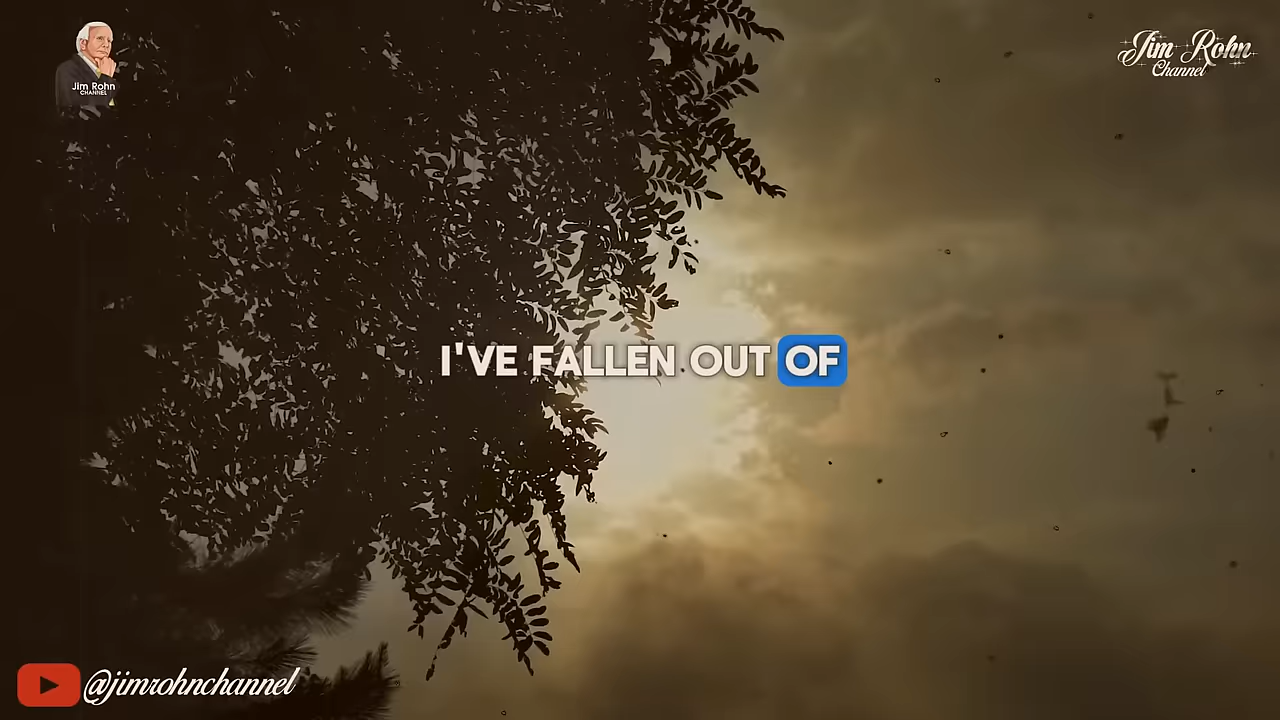 Jim Rohn
CHANNEL
Jim Rohn
Channel
I'VE FALLEN OUT OF
@jimrohnchannel